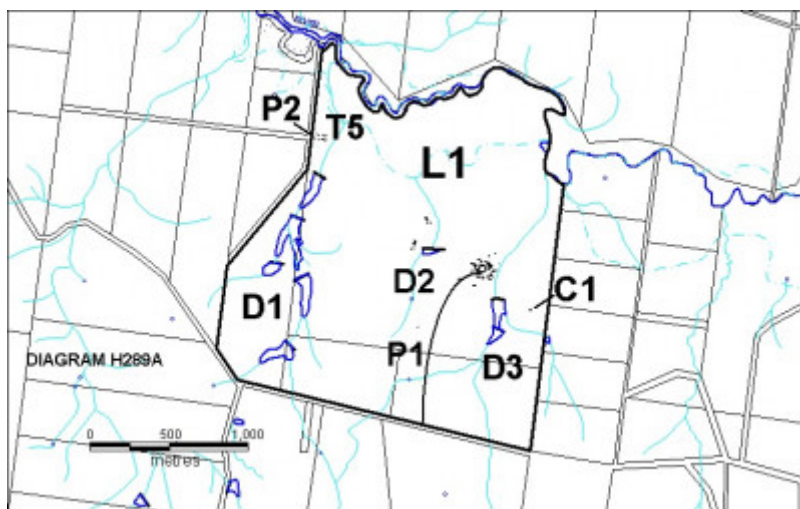 P2
T5
L1
D2
C1
D1
P1
D3
DIAGRAM H289A
0 500 1,000
metres